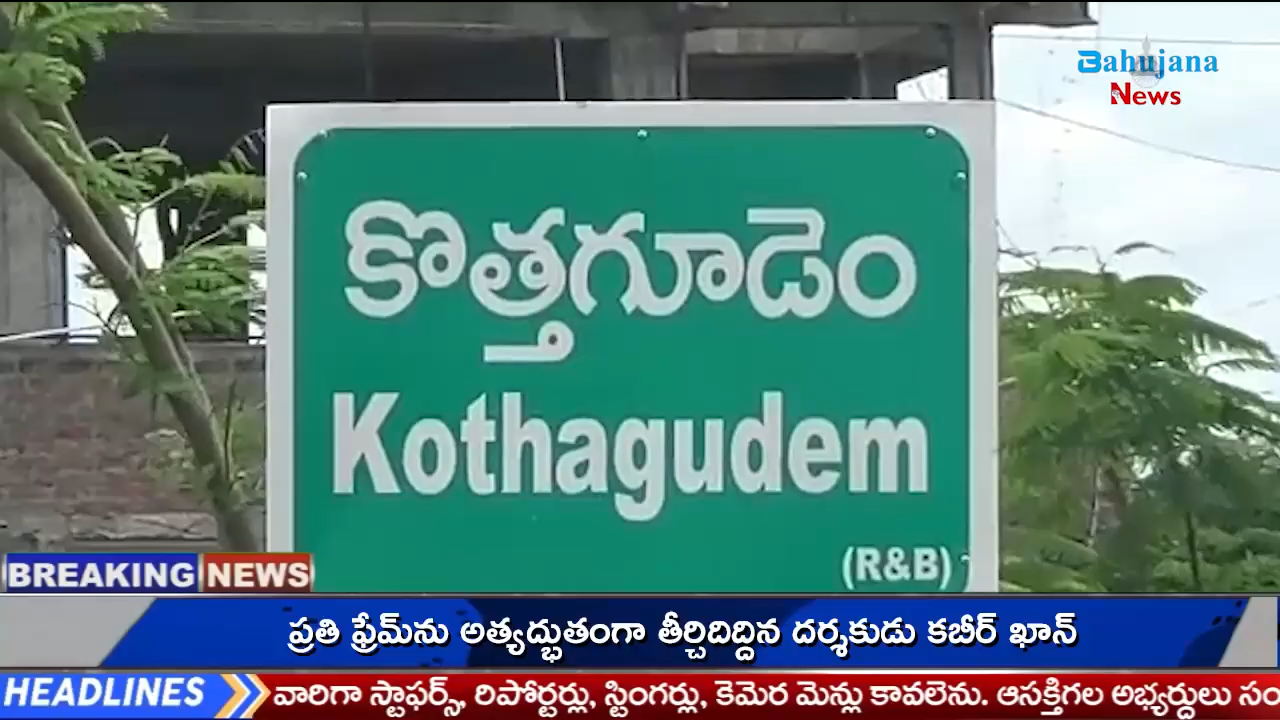 Bahujana
News
కొత్తగూడెం
Kothagudem
(R&B)
BREAKING NEWS
ప్రతి ఫ్రేమ్‌ను అత్యద్భుతంగా తీర్చిదిద్దిన దర్శకుడు కబీర్ ఖాన్
HEADLINES వారిగా స్టాఫర్స్, రిపోర్టర్లు, స్టింగర్లు, కెమెర మెన్లు కావలెను. ఆసక్తిగల అభ్యర్దులు సం